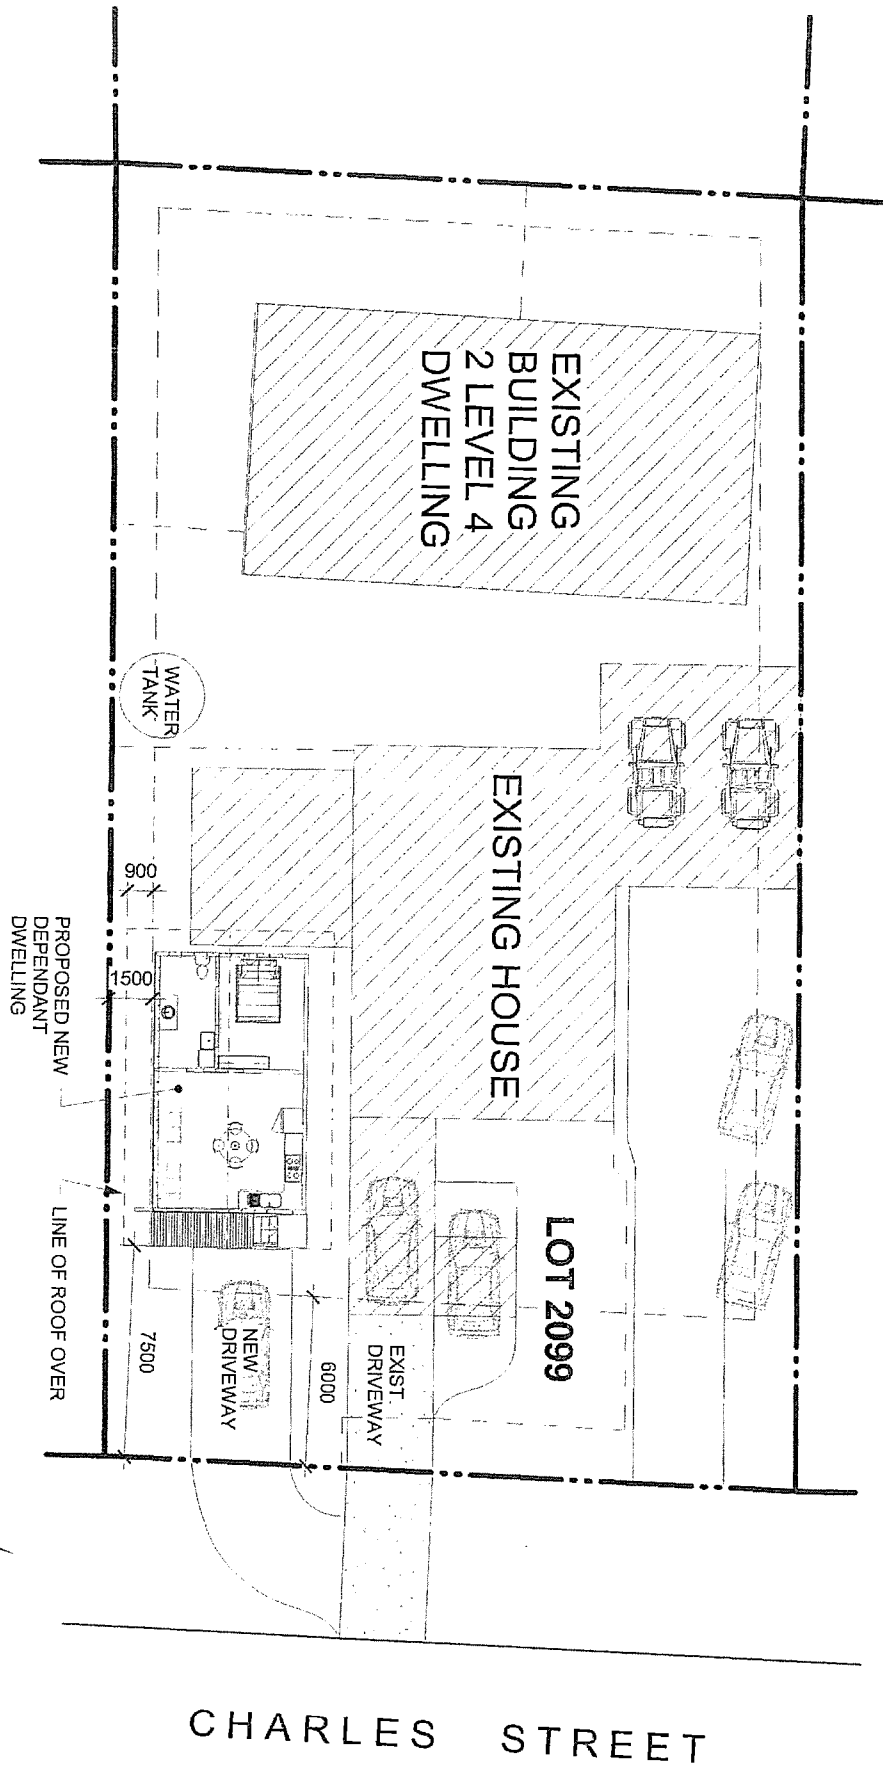 EXISTING
BUILDING
2 LEVEL 4
DWELLING
WATER
TANK
EXISTING HOUSE
900
1500
PROPOSED NEW
DEPENDANT
DWELLING
LINE OF ROOF OVER
LOT 2099
7500
NEW
DRIVEWAY
6000
EXIST.
DRIVEWAY
CHARLES STREET